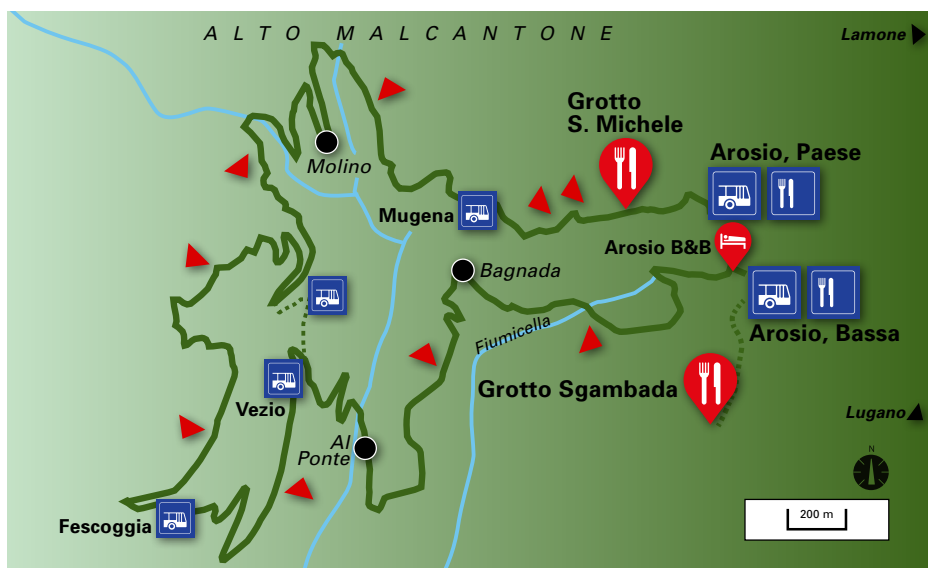 ALTO MALCANTONE
Lamone
Grotto
S. Michele
Arosio, Paese
Molino
Mugena
Arosio B&B
Bagnada
Fiumicella
Arosio, Bassa
Grotto Sgambada
Vezio
Lugano
Al
Ponte
N
Fescoggia
200 m